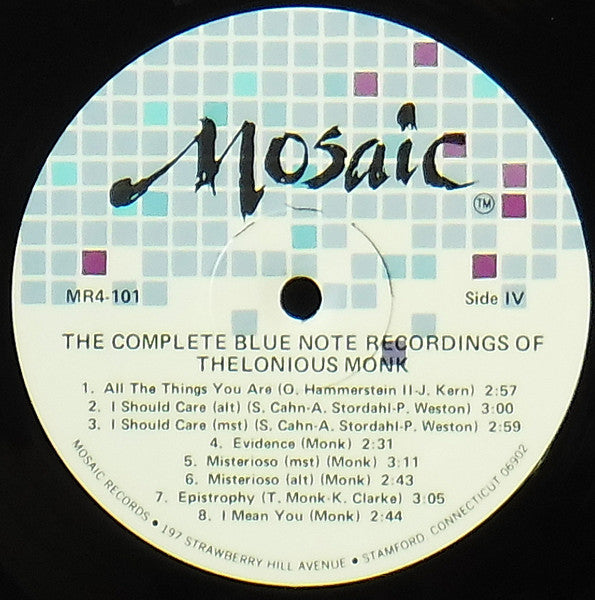 Mosaic
TM
MR4-101
Side IV
THE COMPLETE BLUE NOTE RECORDINGS OF
THELONIOUS MONK
1. All The Things You Are (O. Hammerstein II-J. Kern) 2:57
2. I Should Care (alt) (S. Cahn-A. Stordahl-P. Weston) 3:00
3. I Should Care (mst) (S. Cahn-A. Stordahl-P. Weston) 2:59
4. Evidence (Monk) 2:31
5. Misterioso (mst) (Monk) 3:11
6. Misterioso (alt) (Monk) 2:43
7. Epistrophy (T. Monk-K. Clarke) 3:05
8. I Mean You (Monk) 2:44
MOSAIC RECORDS • 197 STRAWBERRY HILL AVENUE • STAMFORD, CONNECTICUT 06902